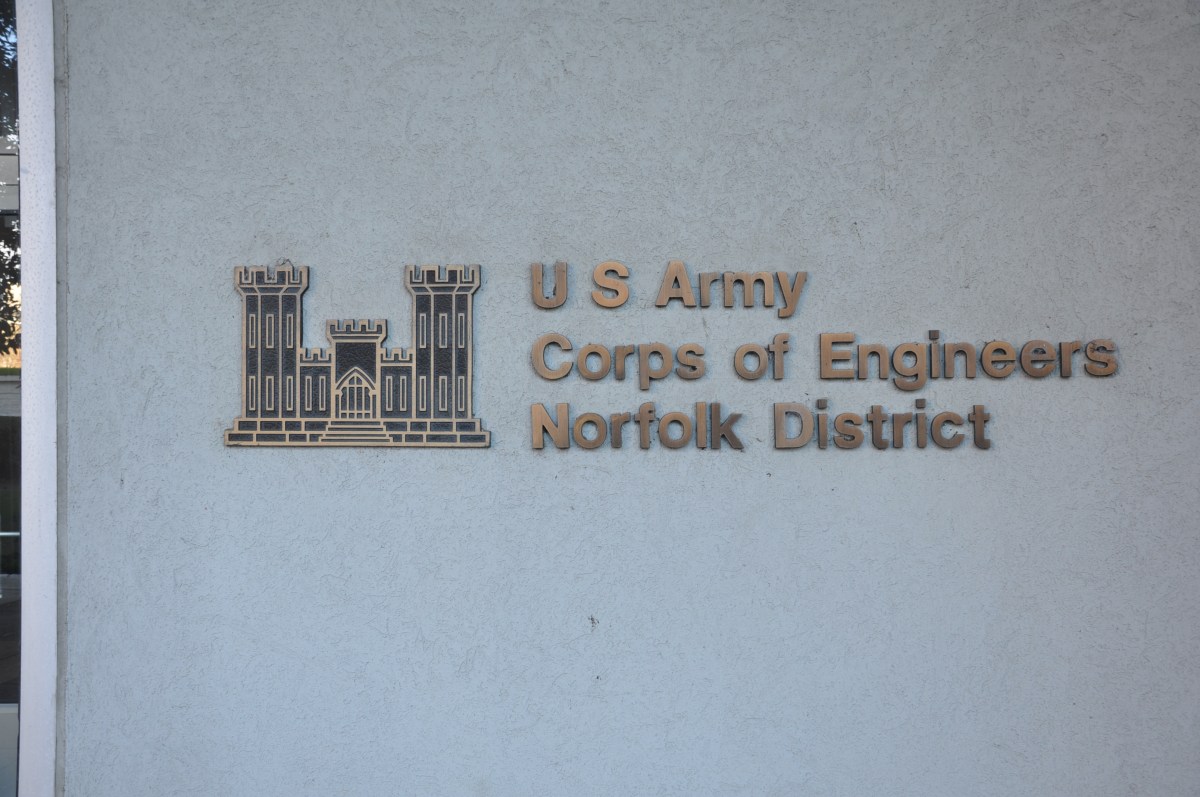 U S Army
Corps of Engineers
Norfolk District